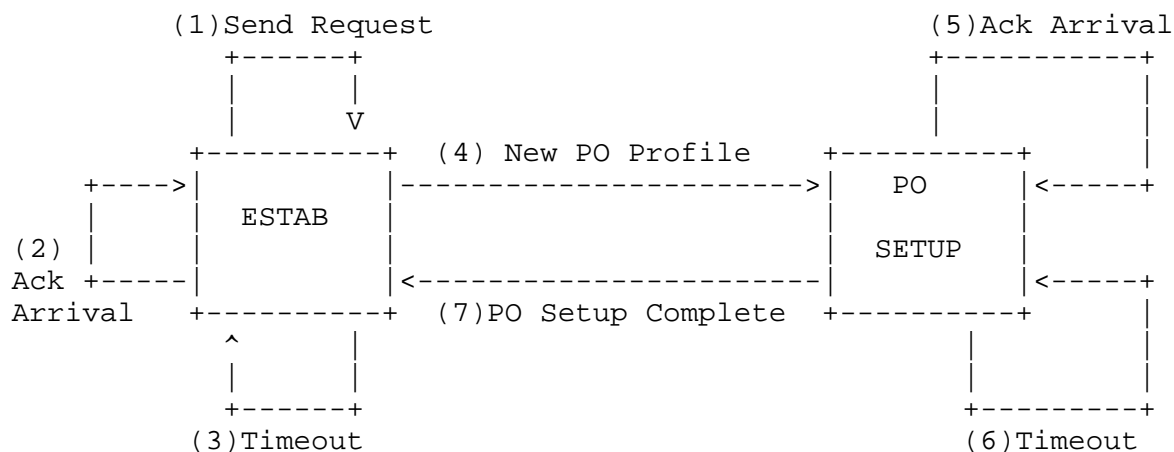 (1)Send Request (5)Ack Arrival
(4) New PO Profile
PO
ESTAB
(2) SETUP
Ack
Arrival (7)PO Setup Complete
(3)Timeout (6)Timeout